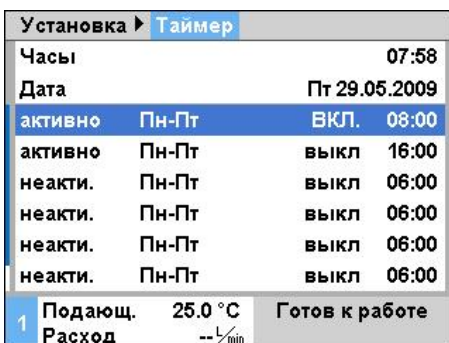 Установка ▶ Таймер
Часы 07:58
Дата Пт 29.05.2009
активно Пн-Пт ВКЛ. 08:00
активно Пн-Пт выкл 16:00
неакти. Пн-Пт выкл 06:00
неакти. Пн-Пт выкл 06:00
неакти. Пн-Пт выкл 06:00
неакти. Пн-Пт выкл 06:00
1 Подающ. 25.0 °C Готов к работе
Расход -- L/min